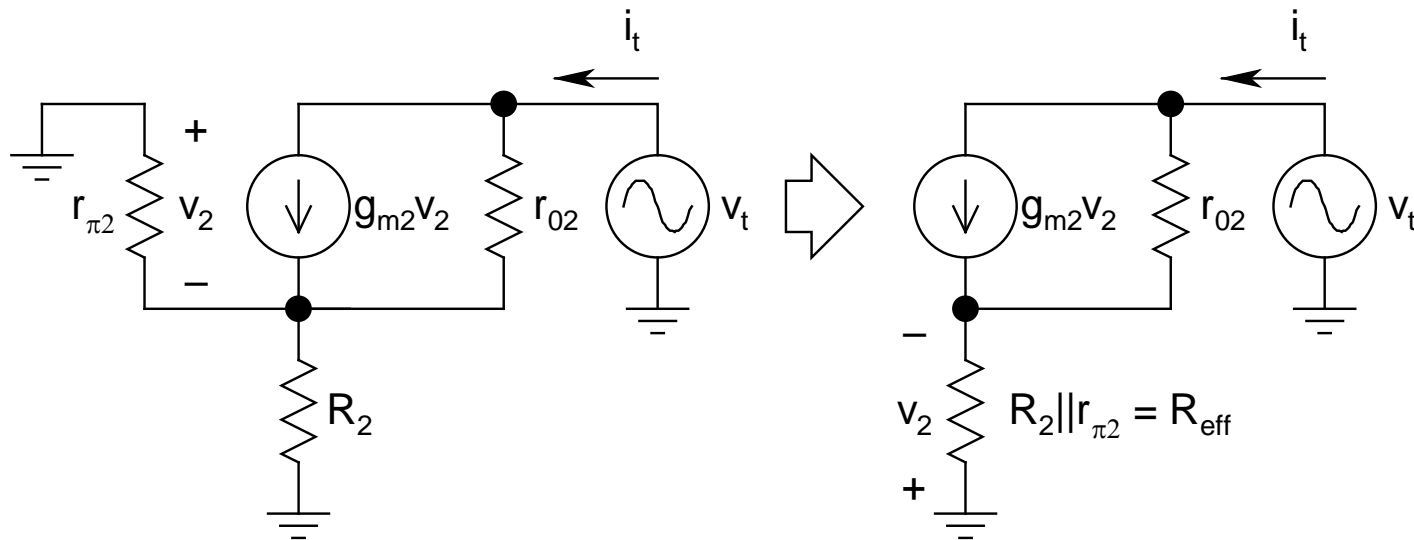 i_t i_t
+
r_π2 v_2 g_m2v_2 r_02 v_t g_m2v_2 r_02 v_t
– –
R_2 v_2 R_2||r_π2 = R_eff
+